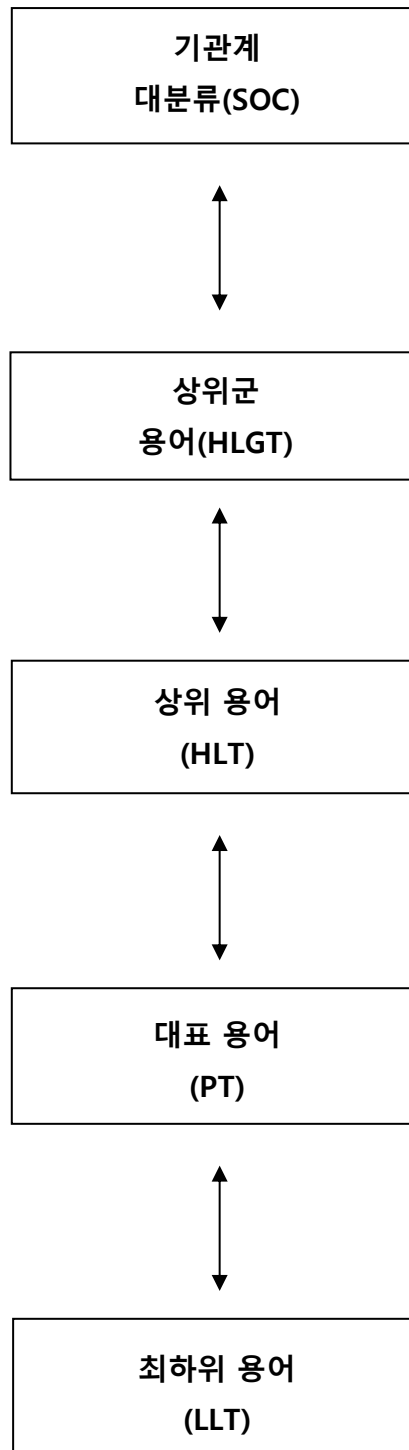 기관계
대분류(SOC)
상위군
용어(HLGT)
상위 용어
(HLT)
대표 용어
(PT)
최하위 용어
(LLT)